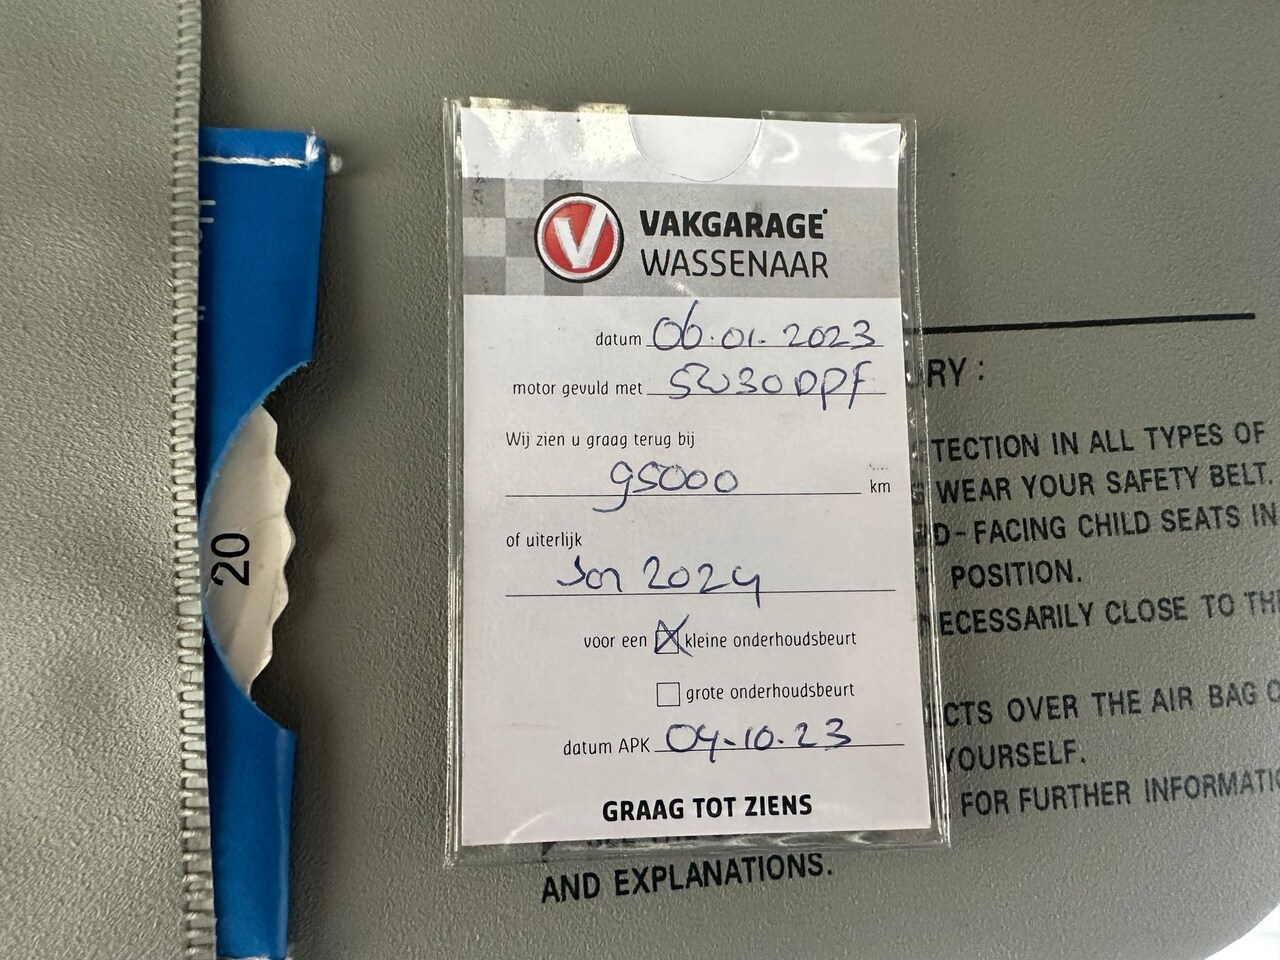 VAKGARAGE
WASSENAAR
datum 06.01.2023
motor gevuld met 5W30 DPF
Wij zien u graag terug bij
95000 km
of uiterlijk
Jan 2024
voor een kleine onderhoudsbeurt
grote onderhoudsbeurt
datum APK 04-10-23
GRAAG TOT ZIENS
20
RY:
TECTION IN ALL TYPES OF
WEAR YOUR SAFETY BELT.
D-FACING CHILD SEATS IN
POSITION.
ECESSARILY CLOSE TO TH
CTS OVER THE AIR BAG
YOURSELF.
FOR FURTHER INFORMATI
AND EXPLANATIONS.